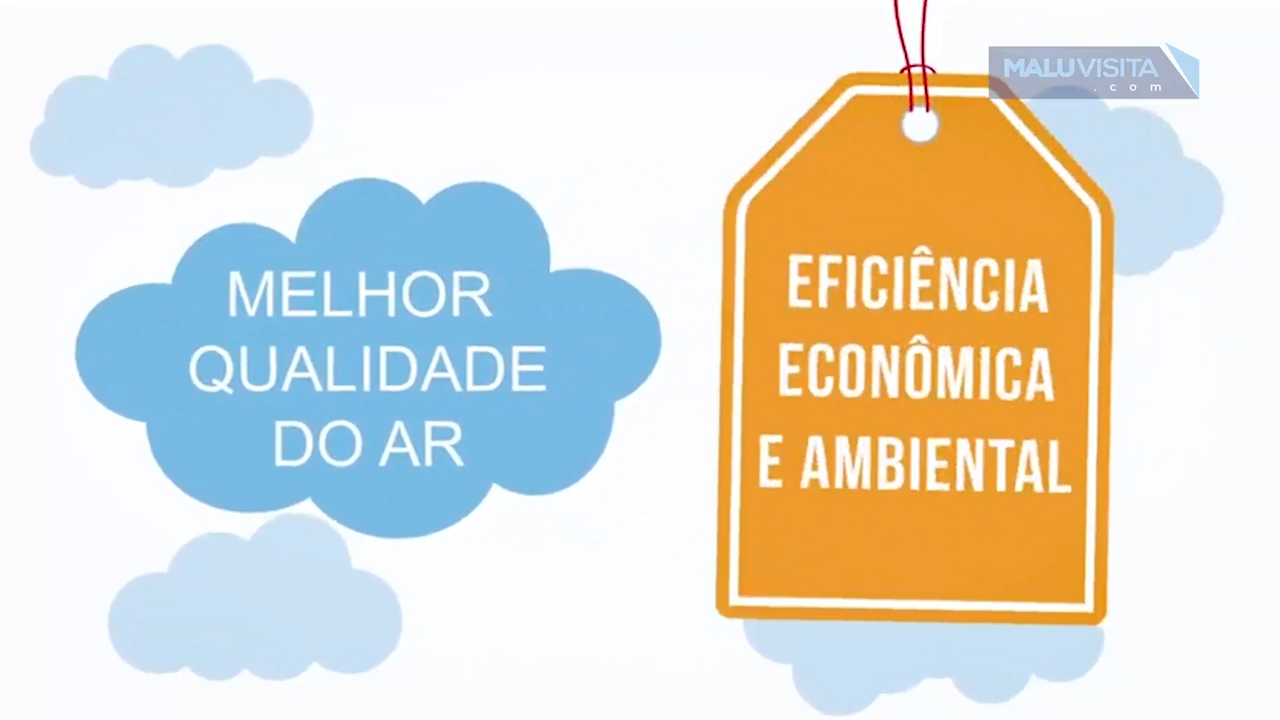 MALUVISITA
.com
MELHOR
QUALIDADE
DO AR
EFICIÊNCIA
ECONÔMICA
E AMBIENTAL